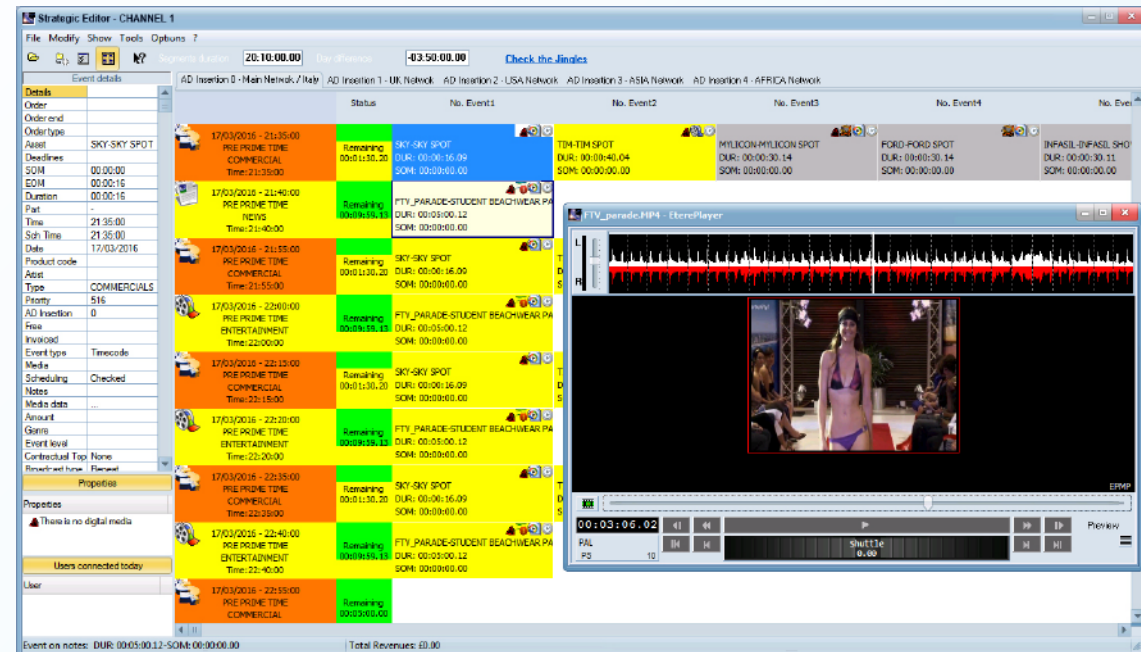 Strategic Editor - CHANNEL 1
File Modify Show Tools Options ?
Segments duration 20:10:00.00 Day difference -03.50:00.00 Check the Jingles
Event details
AD Insertion 0 - Main Network / Italy AD Insertion 1 - UK Network AD Insertion 2 - USA Network AD Insertion 3 - ASIA Network AD Insertion 4 - AFRICA Network
Details
Order
Order end
Order type
Asset SKY-SKY SPOT
Deadlines
SOM 00:00:00
EOM 00:00:16
Duration 00:00:16
Part -
Time 21:35:00
Sch Time 21:35:00
Date 17/03/2016
Product code
Artist
Type COMMERCIALS
Priority 516
AD Insertion 0
Free
Invoiced
Event type Timecode
Media
Scheduling Checked
Notes
Media data ...
Amount
Genre
Event level
Contractual Top None
Broadcast type Repeat
Properties
Properties
There is no digital media
Users connected today
User
Status No. Event1 No. Event2 No. Event3 No. Event4
17/03/2016 - 21:35:00
PRE PRIME TIME
COMMERCIAL
Time: 21:35:00
Remaining
00:01:30.20
SKY-SKY SPOT
DUR: 00:00:16.09
SOM: 00:00:00.00
TIM-TIM SPOT
DUR: 00:00:40.04
SOM: 00:00:00.00
MYLICON-MYLICON SPOT
DUR: 00:00:30.14
SOM: 00:00:00.00
FORD-FORD SPOT
DUR: 00:00:30.14
SOM: 00:00:00.00
INFASIL-INFASIL SHO
DUR: 00:00:30.11
SOM: 00:00:00.00
17/03/2016 - 21:40:00
PRE PRIME TIME
NEWS
Time: 21:40:00
Remaining
00:09:59.13
FTV_PARADE-STUDENT BEACHWEAR PA
DUR: 00:05:00.12
SOM: 00:00:00.00
17/03/2016 - 21:55:00
PRE PRIME TIME
COMMERCIAL
Time: 21:55:00
Remaining
00:01:30.20
SKY-SKY SPOT
DUR: 00:00:16.09
SOM: 00:00:00.00
17/03/2016 - 22:00:00
PRE PRIME TIME
ENTERTAINMENT
Time: 22:00:00
Remaining
00:09:59.13
FTV_PARADE-STUDENT BEACHWEAR PA
DUR: 00:05:00.12
SOM: 00:00:00.00
17/03/2016 - 22:15:00
PRE PRIME TIME
COMMERCIAL
Time: 22:15:00
Remaining
00:01:30.20
SKY-SKY SPOT
DUR: 00:00:16.09
SOM: 00:00:00.00
17/03/2016 - 22:20:00
PRE PRIME TIME
ENTERTAINMENT
Time: 22:20:00
Remaining
00:09:59.13
FTV_PARADE-STUDENT BEACHWEAR PA
DUR: 00:05:00.12
SOM: 00:00:00.00
17/03/2016 - 22:35:00
PRE PRIME TIME
COMMERCIAL
Time: 22:35:00
Remaining
00:01:30.20
SKY-SKY SPOT
DUR: 00:00:16.09
SOM: 00:00:00.00
17/03/2016 - 22:40:00
PRE PRIME TIME
ENTERTAINMENT
Time: 22:40:00
Remaining
00:09:59.13
FTV_PARADE-STUDENT BEACHWEAR PA
DUR: 00:05:00.12
SOM: 00:00:00.00
17/03/2016 - 22:55:00
PRE PRIME TIME
COMMERCIAL
Remaining
00:05:00.00
FTV_parade.MP4 - EterePlayer
L
R
EPMP
00:03:06.02
PAL
PS 10
Shuttle
0.00
Preview
Event on notes: DUR: 00:05:00.12-SOM: 00:00:00.00 Total Revenues: £0.00